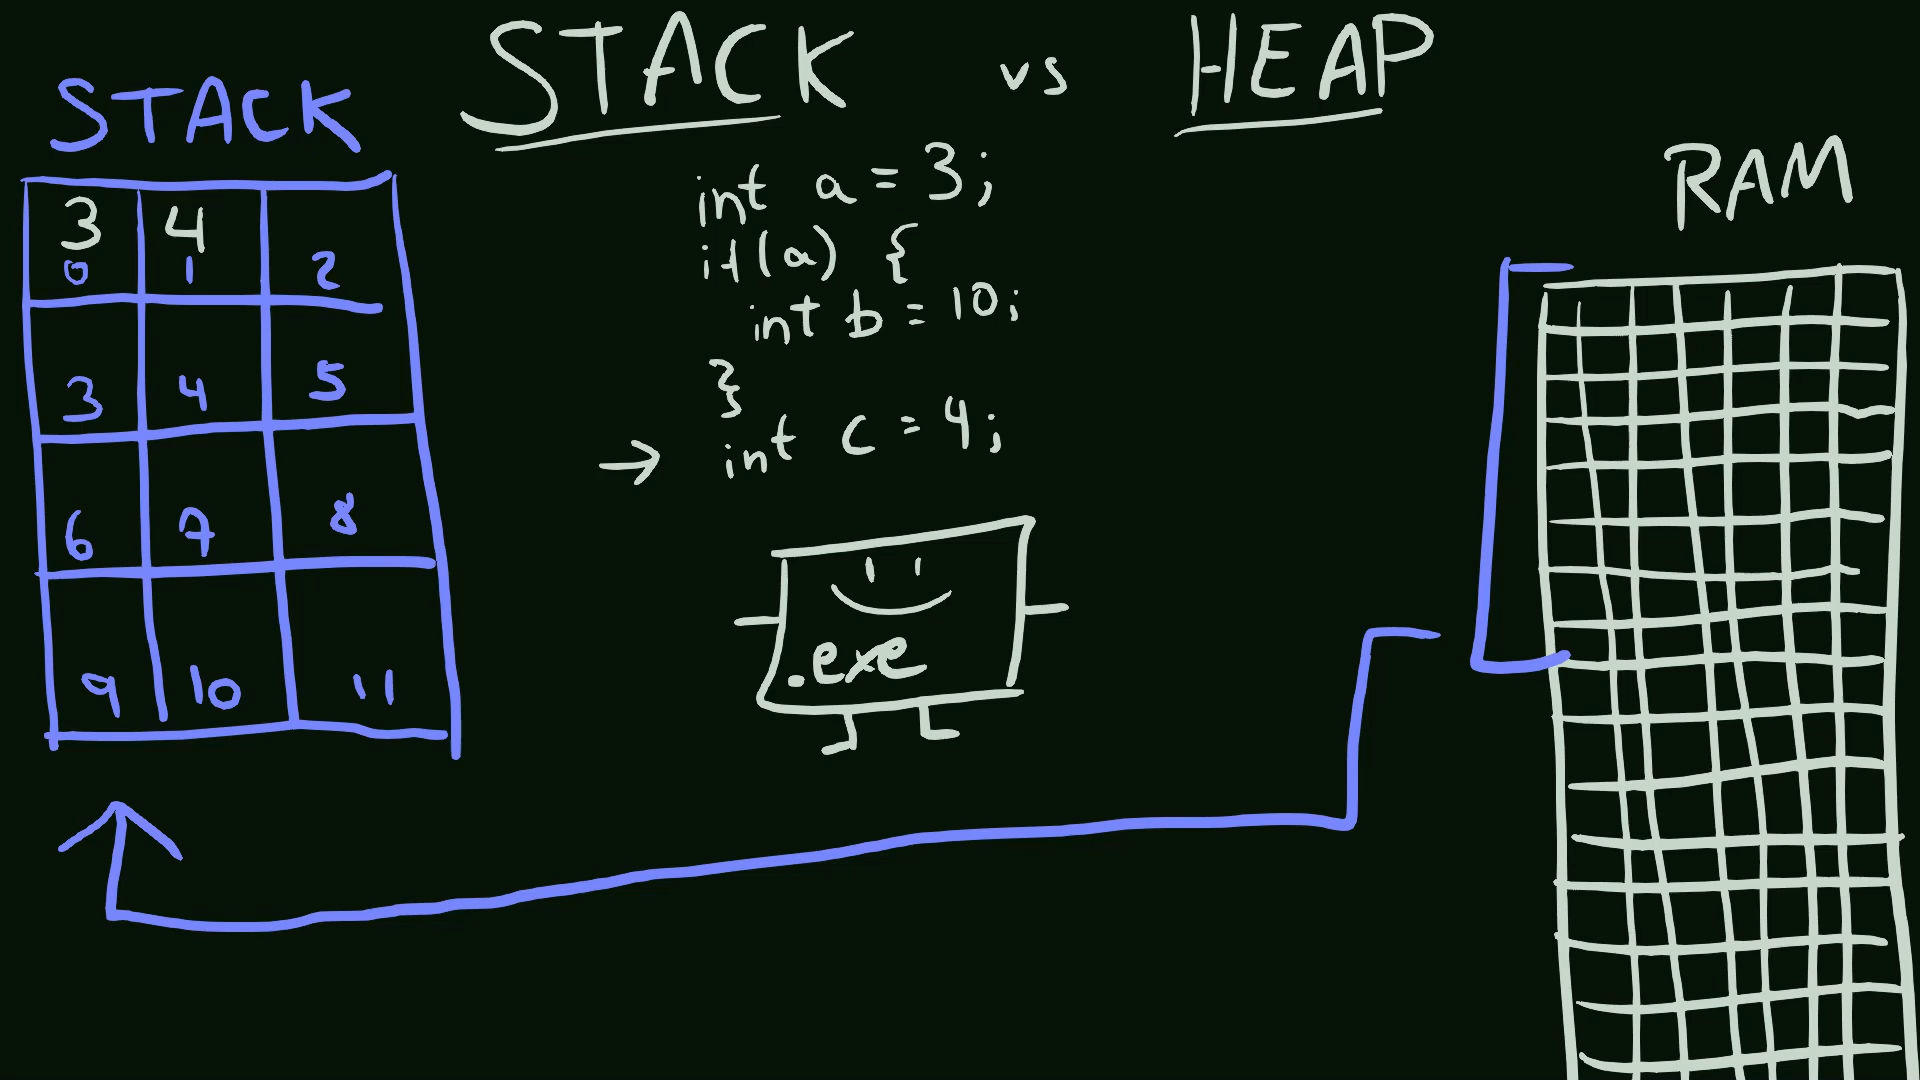 STACK vs HEAP
STACK
RAM
int a = 3;
if(a) {
int b = 10;
}
→ int c = 4;
3 4
0 1 2
3 4 5
6 7 8
9 10 11
.exe